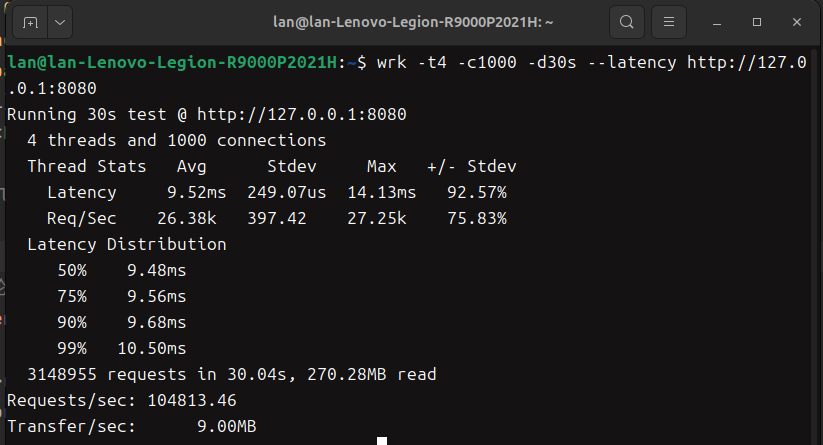 lan@lan-Lenovo-Legion-R9000P2021H: ~
lan@lan-Lenovo-Legion-R9000P2021H:~$ wrk -t4 -c1000 -d30s --latency http://127.0
.0.1:8080
Running 30s test @ http://127.0.0.1:8080
  4 threads and 1000 connections
  Thread Stats   Avg      Stdev     Max   +/- Stdev
    Latency     9.52ms  249.07us  14.13ms   92.57%
    Req/Sec    26.38k   397.42    27.25k    75.83%
  Latency Distribution
     50%    9.48ms
     75%    9.56ms
     90%    9.68ms
     99%   10.50ms
  3148955 requests in 30.04s, 270.28MB read
Requests/sec: 104813.46
Transfer/sec:      9.00MB